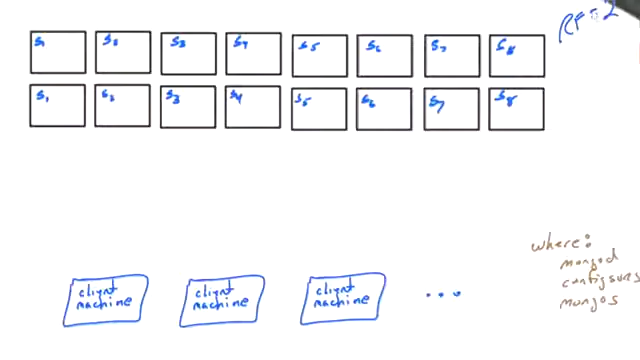 RF=2
S1 S2 S3 S4 S5 S6 S7 S8
S1 S2 S3 S4 S5 S6 S7 S8
where:
mongod
mongos
client machine
client machine
client machine
...